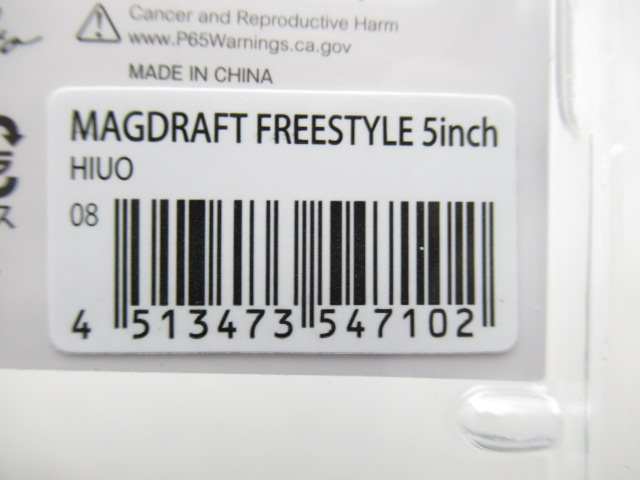 Cancer and Reproductive Harm
www.P65Warnings.ca.gov
MADE IN CHINA
MAGDRAFT FREESTYLE 5inch
HIUO
08
4 513473 547102
ス